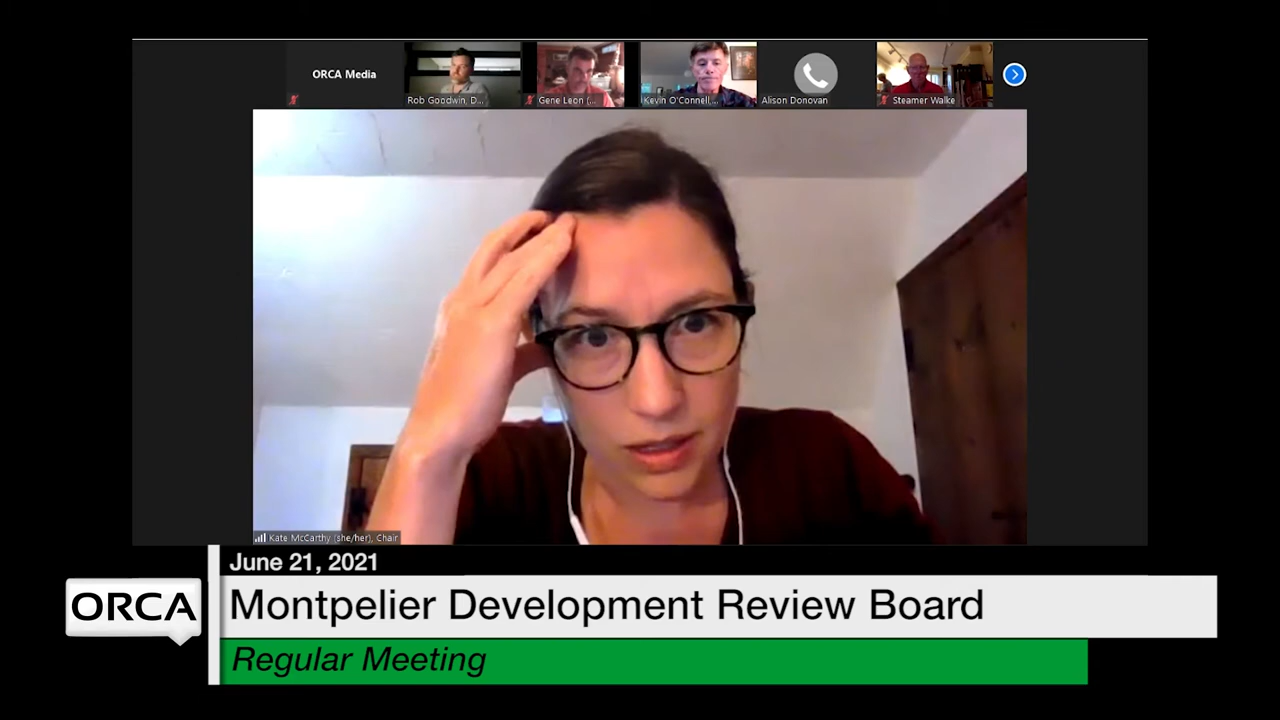 ORCA Media
Rob Goodwin, D...
Gene Leon (...
Kevin O'Connell,...
Alison Donovan
Steamer Walke
Kate McCarthy (she/her), Chair
June 21, 2021
ORCA
Montpelier Development Review Board
Regular Meeting